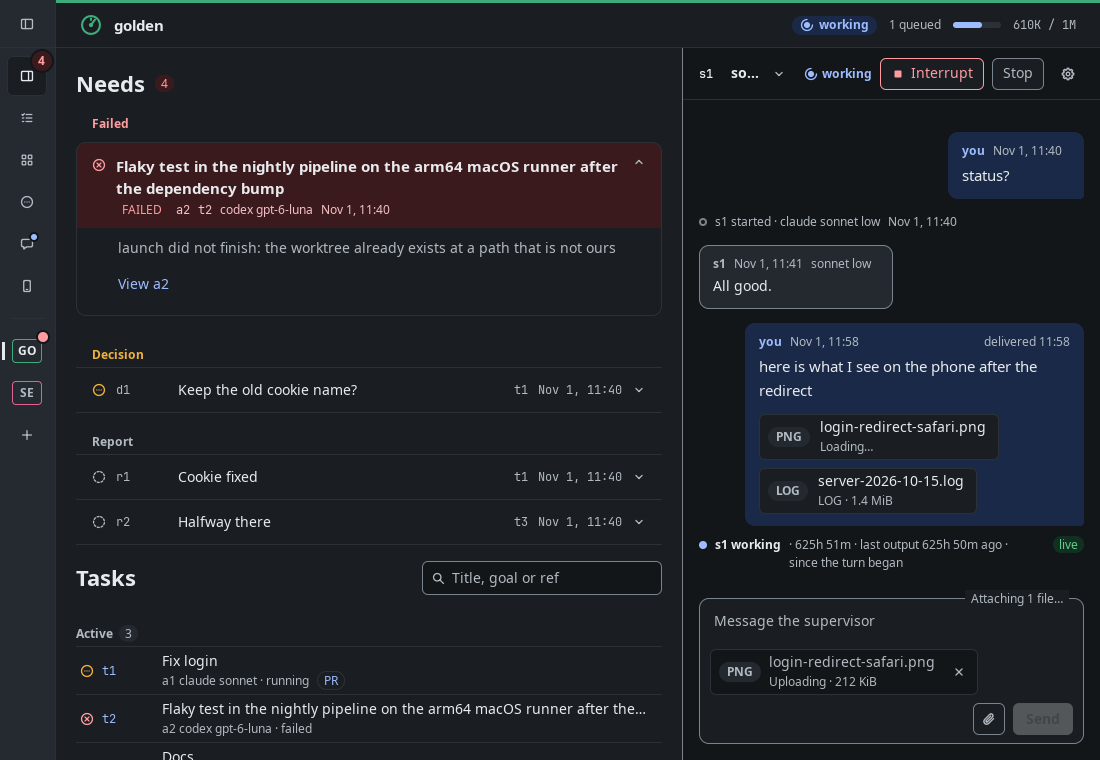 golden
working
1 queued
610K / 1M
4
GO
SE
Needs 4
Failed
Flaky test in the nightly pipeline on the arm64 macOS runner after
the dependency bump
FAILED a2 t2 codex gpt-6-luna Nov 1, 11:40
launch did not finish: the worktree already exists at a path that is not ours
View a2
Decision
d1 Keep the old cookie name? t1 Nov 1, 11:40
Report
r1 Cookie fixed t1 Nov 1, 11:40
r2 Halfway there t3 Nov 1, 11:40
Tasks
Title, goal or ref
Active 3
t1 Fix login
a1 claude sonnet · running PR
t2 Flaky test in the nightly pipeline on the arm64 macOS runner after the…
a2 codex gpt-6-luna · failed
Docs
s1 so… working Interrupt Stop
you Nov 1, 11:40
status?
s1 started · claude sonnet low Nov 1, 11:40
s1 Nov 1, 11:41 sonnet low
All good.
you Nov 1, 11:58 delivered 11:58
here is what I see on the phone after the
redirect
PNG login-redirect-safari.png
Loading…
LOG server-2026-10-15.log
LOG · 1.4 MiB
s1 working · 625h 51m · last output 625h 50m ago · live
since the turn began
Attaching 1 file…
Message the supervisor
PNG login-redirect-safari.png
Uploading · 212 KiB
Send